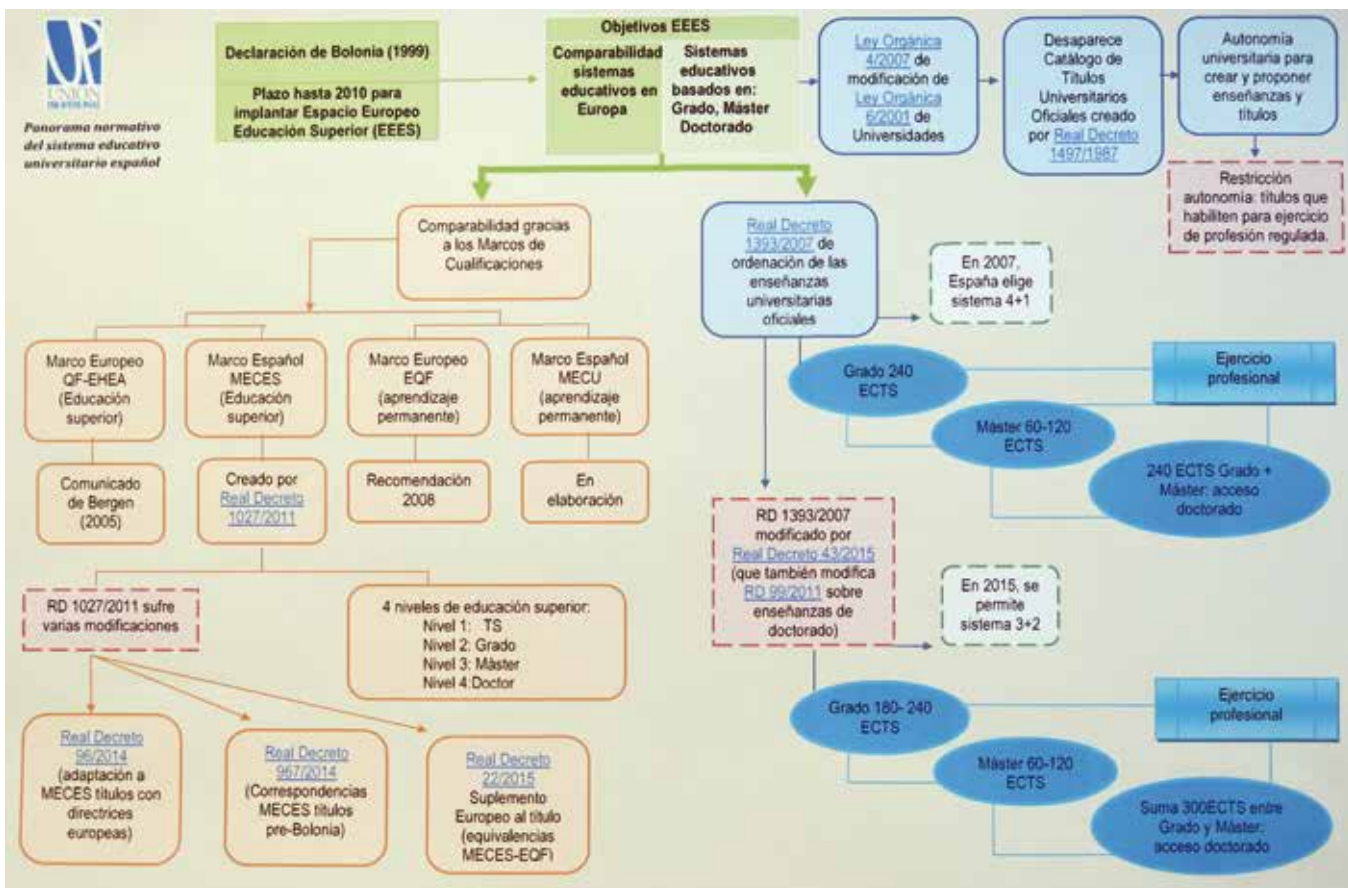 UP
UNIÓN
PROFESIONAL
Panorama normativo
del sistema educativo
universitario español
Declaración de Bolonia (1999)
Plazo hasta 2010 para
implantar Espacio Europeo
Educación Superior (EEES)
Objetivos EEES
Comparabilidad
sistemas
educativos en
Europa
Sistemas
educativos
basados en:
Grado, Máster
Doctorado
Ley Orgánica
4/2007 de
modificación de
Ley Orgánica
6/2001 de
Universidades
Desaparece
Catálogo de
Títulos
Universitarios
Oficiales creado
por Real Decreto
1497/1987
Autonomía
universitaria para
crear y proponer
enseñanzas y
títulos
Restricción
autonomía: títulos que
habiliten para ejercicio
de profesión regulada.
Comparabilidad gracias
a los Marcos de
Cualificaciones
Marco Europeo
QF-EHEA
(Educación
superior)
Marco Español
MECES
(Educación
superior)
Marco Europeo
EQF
(aprendizaje
permanente)
Marco Español
MECU
(aprendizaje
permanente)
Comunicado
de Bergen
(2005)
Creado por
Real Decreto
1027/2011
Recomendación
2008
En
elaboración
RD 1027/2011 sufre
varias modificaciones
4 niveles de educación superior:
Nivel 1: TS
Nivel 2: Grado
Nivel 3: Máster
Nivel 4:Doctor
Real Decreto
96/2014
(adaptación a
MECES títulos con
directrices
europeas)
Real Decreto
967/2014
(Correspondencias
MECES títulos
pre-Bolonia)
Real Decreto
22/2015
Suplemento
Europeo al título
(equivalencias
MECES-EQF)
Real Decreto
1393/2007 de
ordenación de las
enseñanzas
universitarias
oficiales
En 2007,
España elige
sistema 4+1
Grado 240
ECTS
Ejercicio
profesional
Máster 60-120
ECTS
240 ECTS Grado +
Máster: acceso
doctorado
RD 1393/2007
modificado por
Real Decreto 43/2015
(que también modifica
RD 99/2011 sobre
enseñanzas de
doctorado)
En 2015, se
permite
sistema 3+2
Grado 180- 240
ECTS
Ejercicio
profesional
Máster 60-120
ECTS
Suma 300ECTS entre
Grado y Máster:
acceso doctorado